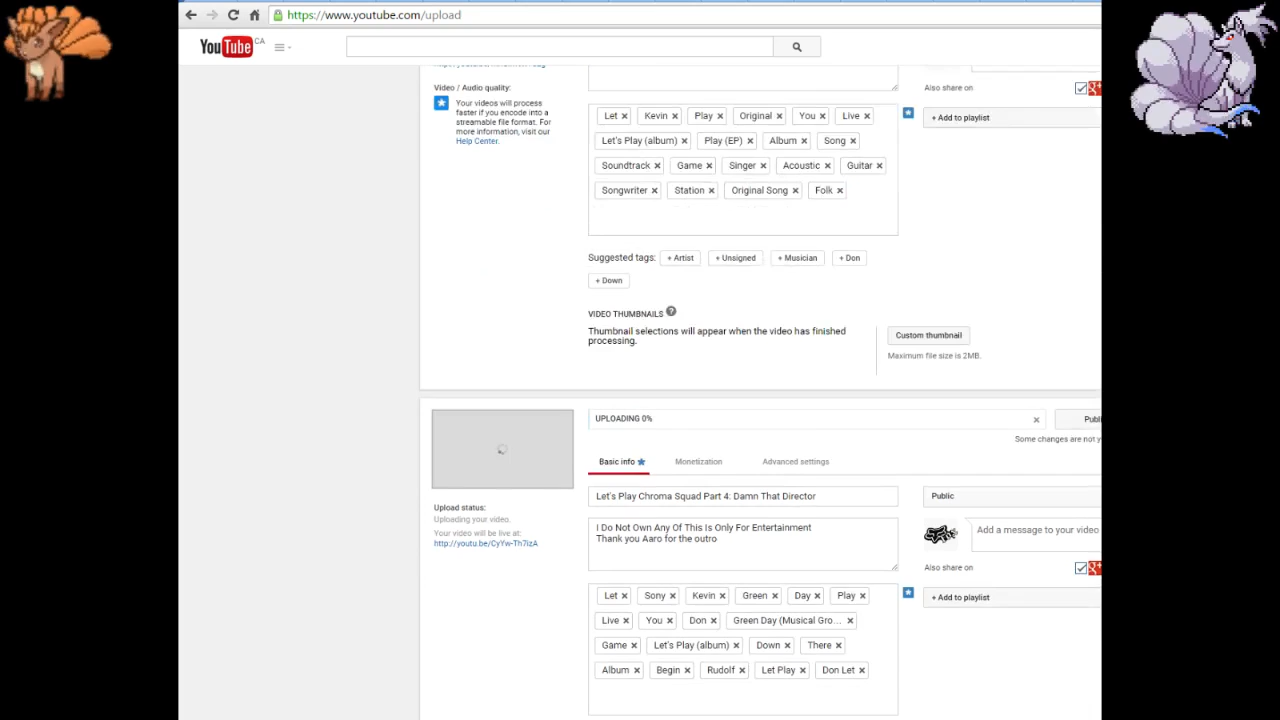 https://www.youtube.com/upload
YouTube CA
Video / Audio quality:
Your videos will process
faster if you encode into a
streamable file format. For
more information, visit our
Help Center.
Also share on
+ Add to playlist
Let × Kevin × Play × Original × You × Live ×
Let's Play (album) × Play (EP) × Album × Song ×
Soundtrack × Game × Singer × Acoustic × Guitar ×
Songwriter × Station × Original Song × Folk ×
Suggested tags: + Artist + Unsigned + Musician + Don
+ Down
VIDEO THUMBNAILS ?
Thumbnail selections will appear when the video has finished
processing.
Custom thumbnail
Maximum file size is 2MB.
UPLOADING 0% ×
Publi
Some changes are not y
Basic info Monetization Advanced settings
Upload status:
Uploading your video.
Your video will be live at:
http://youtu.be/CyYw-Th7izA
Let's Play Chroma Squad Part 4: Damn That Director
I Do Not Own Any Of This Is Only For Entertainment
Thank you Aaro for the outro
Public
Add a message to your video
Also share on
+ Add to playlist
Let × Sony × Kevin × Green × Day × Play ×
Live × You × Don × Green Day (Musical Gro... ×
Game × Let's Play (album) × Down × There ×
Album × Begin × Rudolf × Let Play × Don Let ×